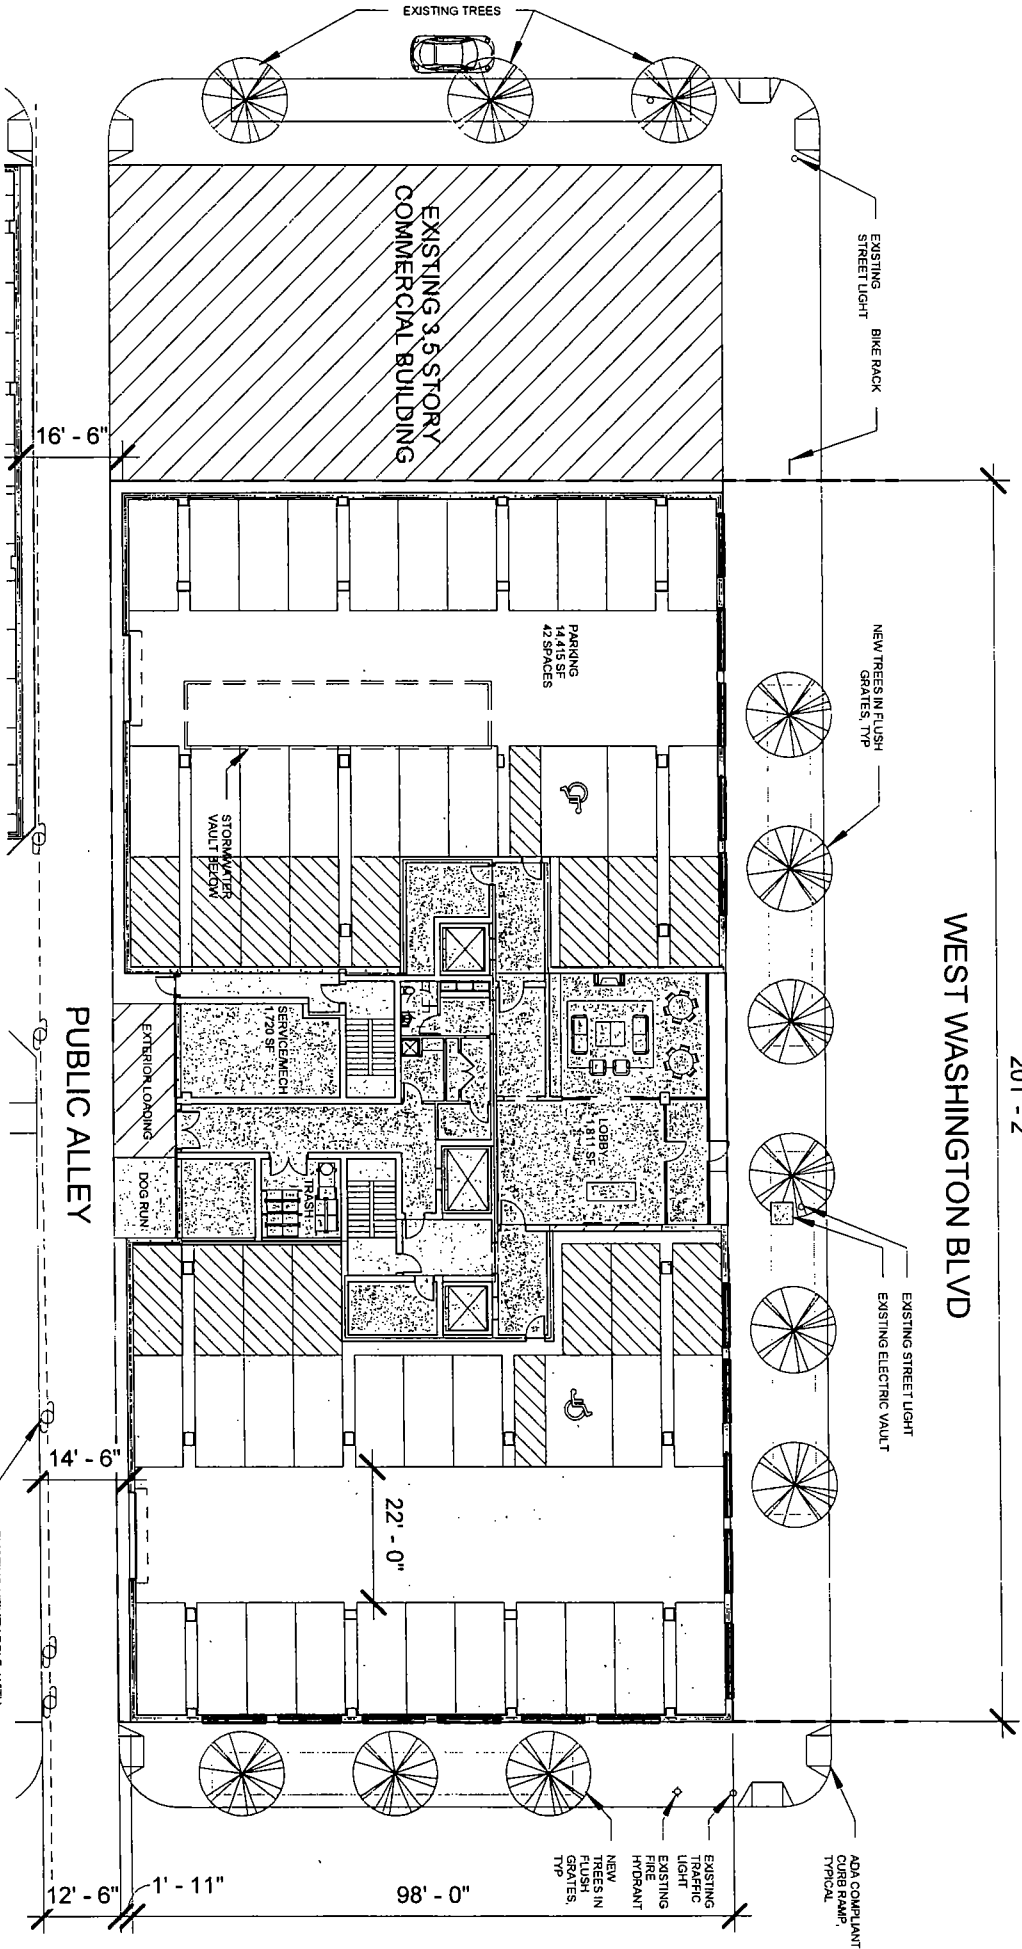 EXISTING TREES
EXISTING
STREET LIGHT
BIKE RACK
EXISTING 3.5 STORY
COMMERCIAL BUILDING
16' - 6"
NEW TREES IN FLUSH
GRATES, TYP
PARKING
14,415 SF
42 SPACES
STORMWATER
VAULT BELOW
WEST WASHINGTON BLVD
PUBLIC ALLEY
EXTERIOR LOADING
DOG RUN
SERVICE/MECH
1,720 SF
TRASH
LOBBY
1,811 SF
EXISTING STREET LIGHT
EXISTING ELECTRIC VAULT
14' - 6"
22' - 0"
ADA COMPLIANT
CURB RAMP,
TYPICAL
EXISTING
TRAFFIC
LIGHT
EXISTING
FIRE
HYDRANT
NEW
TREES IN
FLUSH
GRATES,
TYP
12' - 6"
1' - 11"
98' - 0"